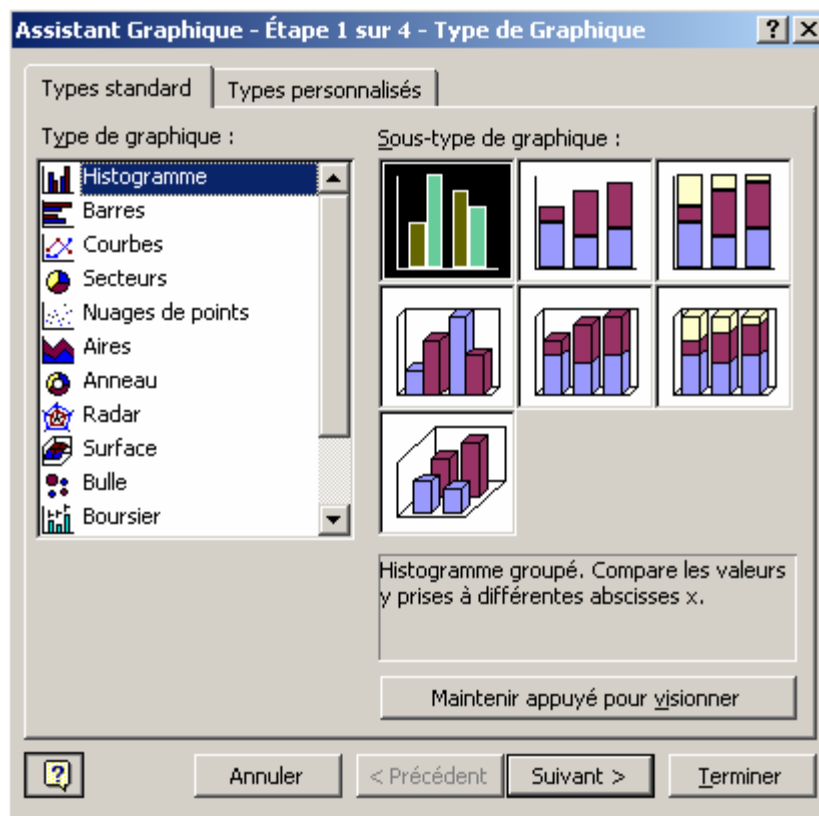 Assistant Graphique - Étape 1 sur 4 - Type de Graphique
Types standard
Types personnalisés
Type de graphique :
Histogramme
Barres
Courbes
Secteurs
Nuages de points
Aires
Anneau
Radar
Surface
Bulle
Boursier
Sous-type de graphique :
Histogramme groupé. Compare les valeurs
y prises à différentes abscisses x.
Maintenir appuyé pour visionner
Annuler
< Précédent
Suivant >
Terminer